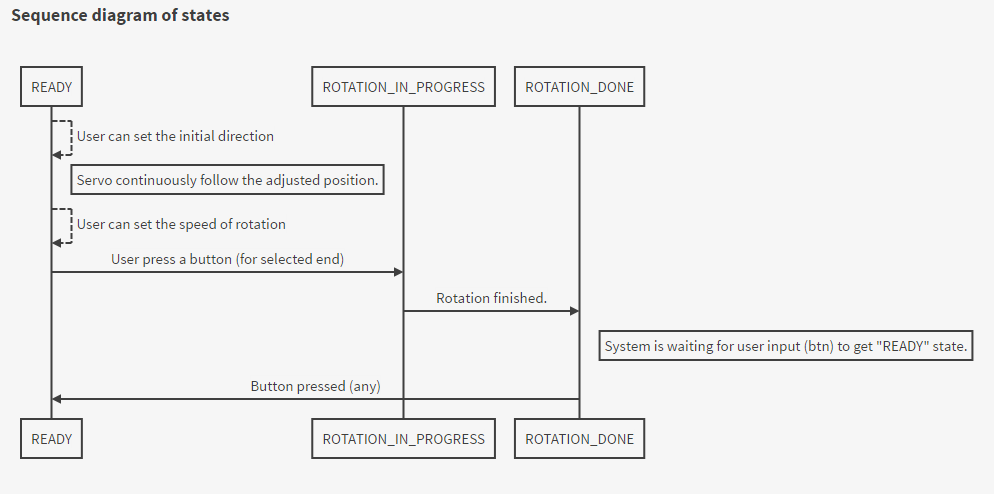 Sequence diagram of states
READY
ROTATION_IN_PROGRESS
ROTATION_DONE
User can set the initial direction
Servo continuously follow the adjusted position.
User can set the speed of rotation
User press a button (for selected end)
Rotation finished.
System is waiting for user input (btn) to get "READY" state.
Button pressed (any)
READY
ROTATION_IN_PROGRESS
ROTATION_DONE